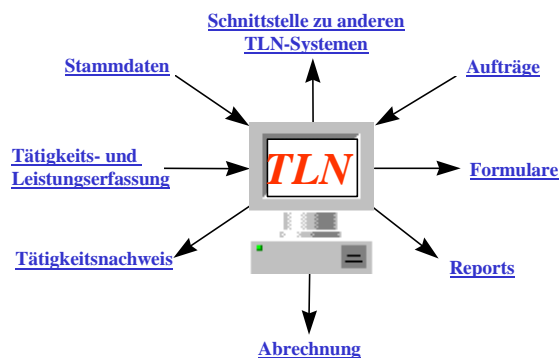 Schnittstelle zu anderen
TLN-Systemen
Stammdaten
Aufträge
Tätigkeits- und
Leistungserfassung
TLN
Formulare
Tätigkeitsnachweis
Reports
Abrechnung